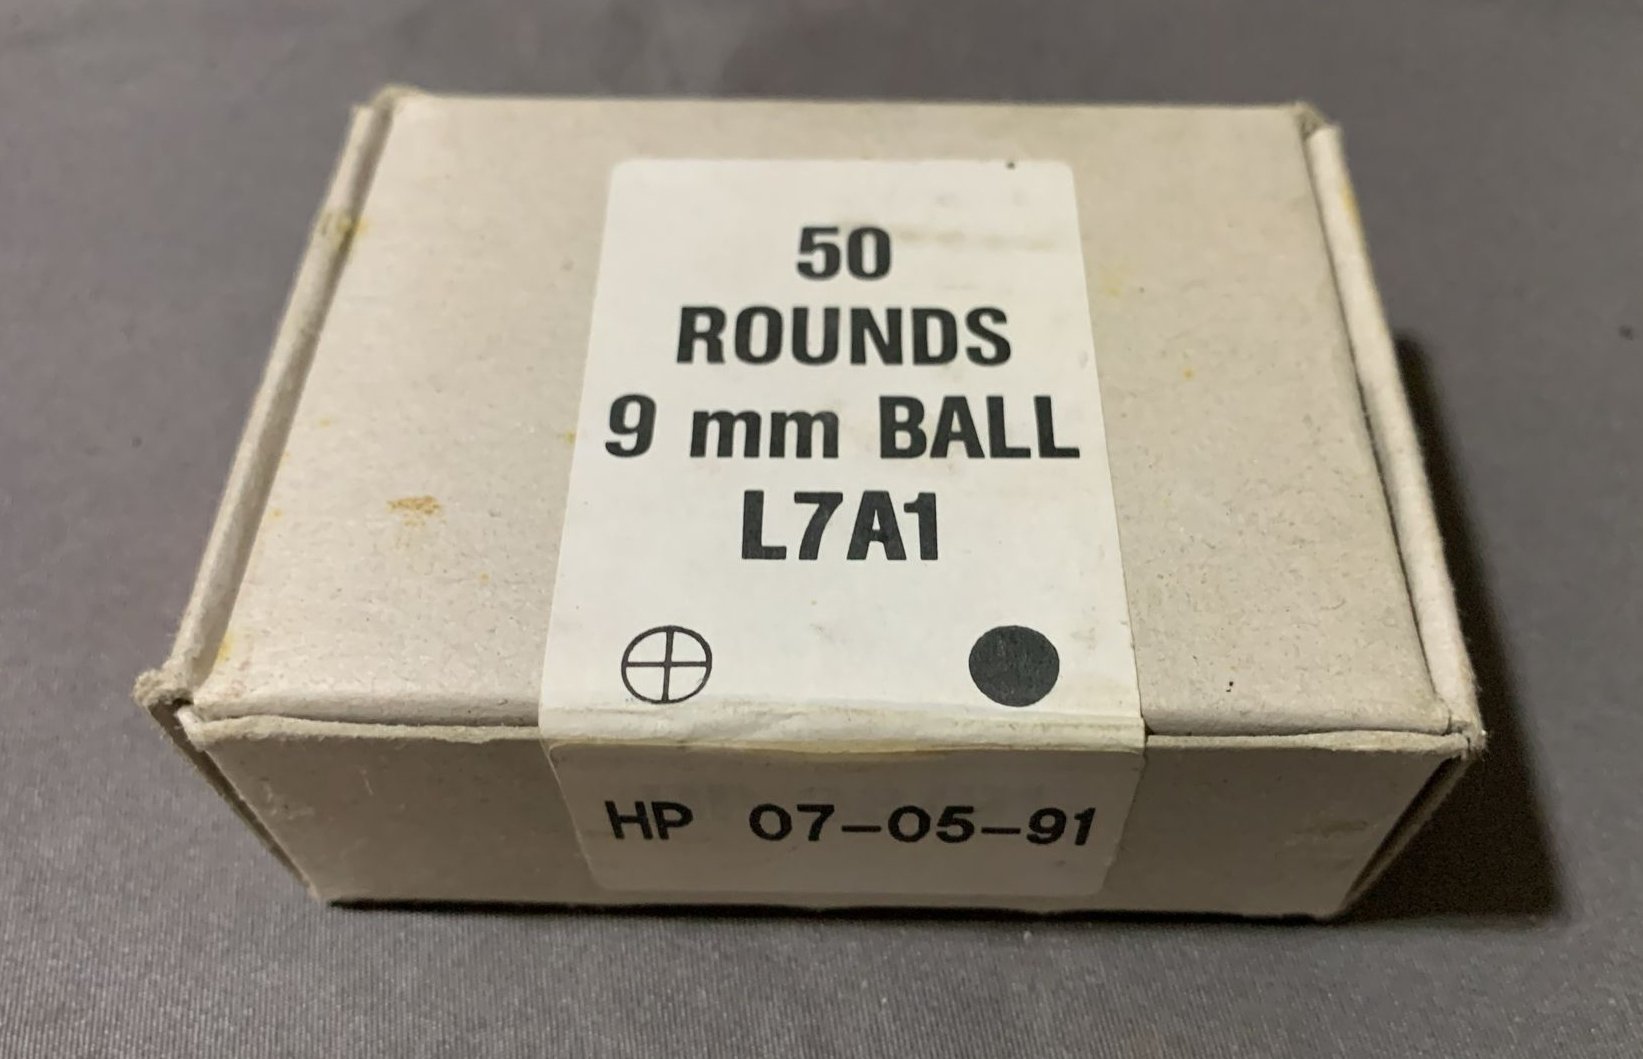 50
ROUNDS
9 mm BALL
L7A1
HP 07-05-91